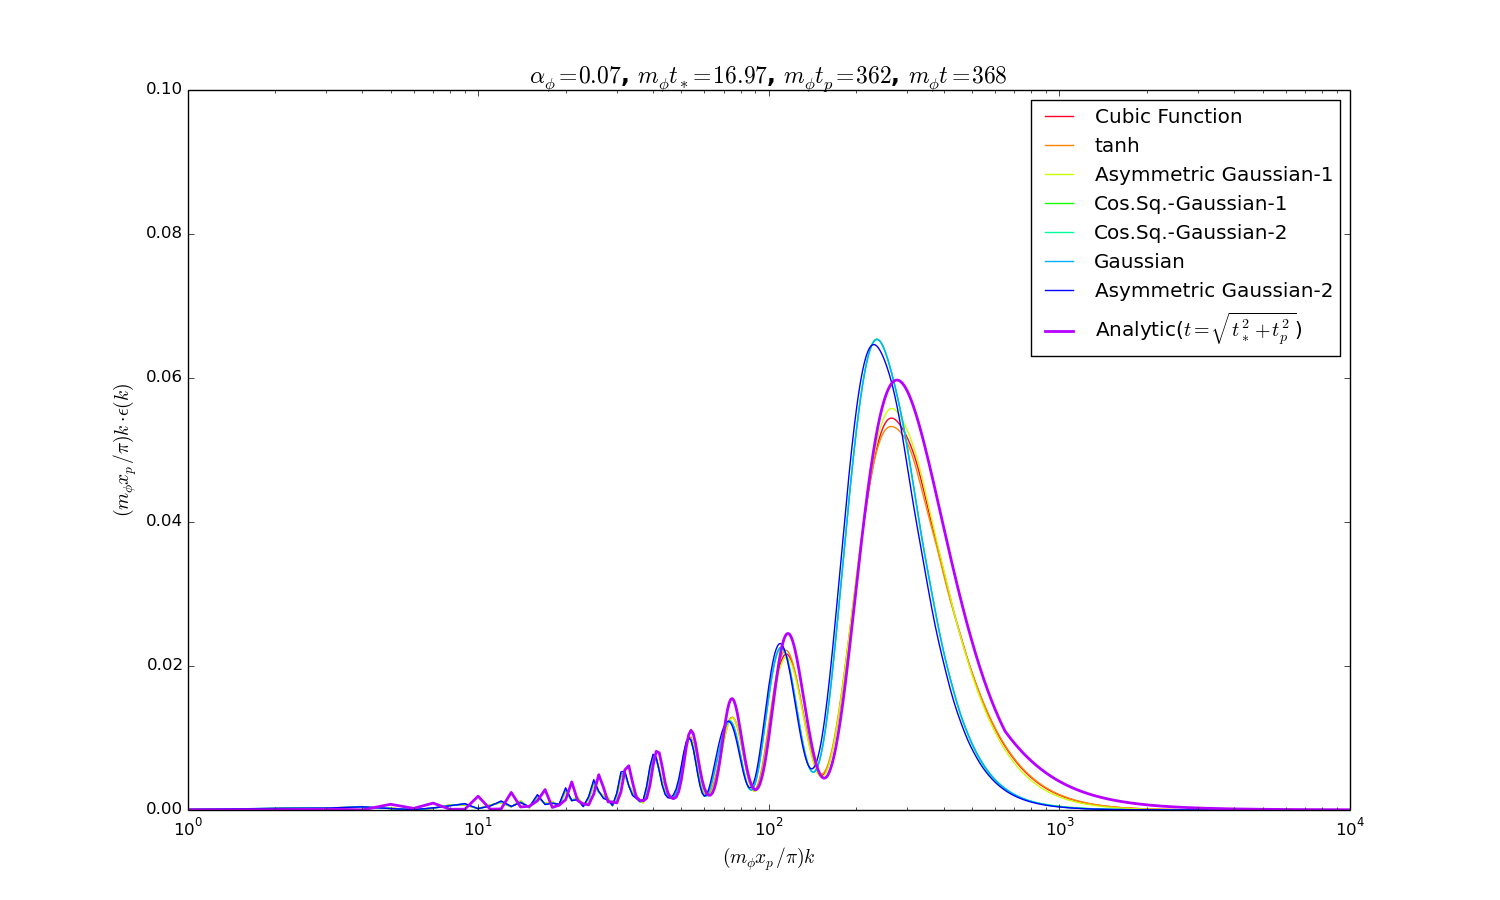 α_ϕ=0.07, m_ϕt_*=16.97, m_ϕt_p=362, m_ϕt=368
0.10
0.08
0.06
0.04
0.02
0.00
(m_ϕx_p/π)k·ϵ(k)
Cubic Function
tanh
Asymmetric Gaussian-1
Cos.Sq.-Gaussian-1
Cos.Sq.-Gaussian-2
Gaussian
Asymmetric Gaussian-2
Analytic(t=√(t_*^2+t_p^2))
10^0 10^1 10^2 10^3 10^4
(m_ϕx_p/π)k